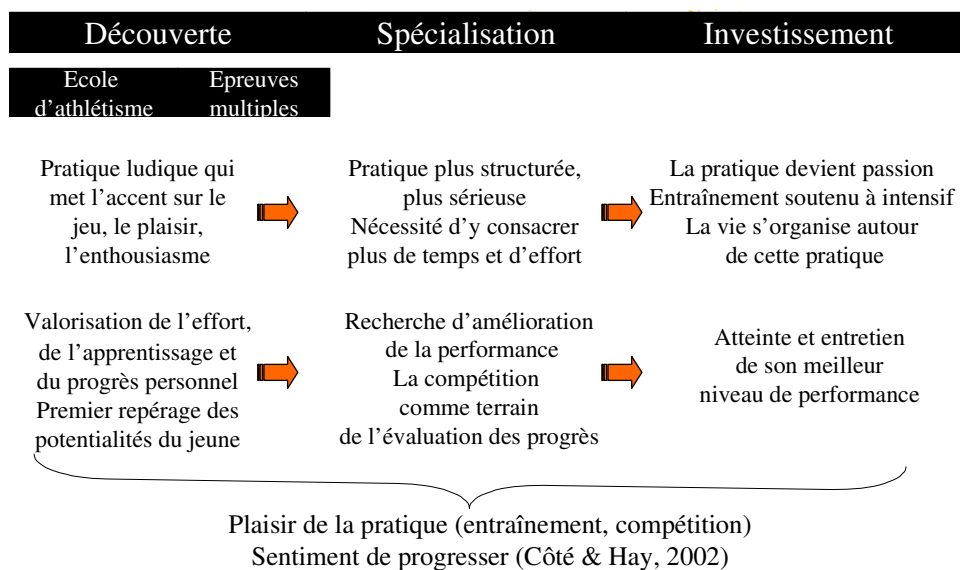 Découverte
Spécialisation
Investissement
Ecole
d’athlétisme
Epreuves
multiples
Pratique ludique qui
met l’accent sur le
jeu, le plaisir,
l’enthousiasme
Pratique plus structurée,
plus sérieuse
Nécessité d’y consacrer
plus de temps et d’effort
La pratique devient passion
Entraînement soutenu à intensif
La vie s’organise autour
de cette pratique
Valorisation de l’effort,
de l’apprentissage et
du progrès personnel
Premier repérage des
potentialités du jeune
Recherche d’amélioration
de la performance
La compétition
comme terrain
de l’évaluation des progrès
Atteinte et entretien
de son meilleur
niveau de performance
Plaisir de la pratique (entraînement, compétition)
Sentiment de progresser (Côté & Hay, 2002)